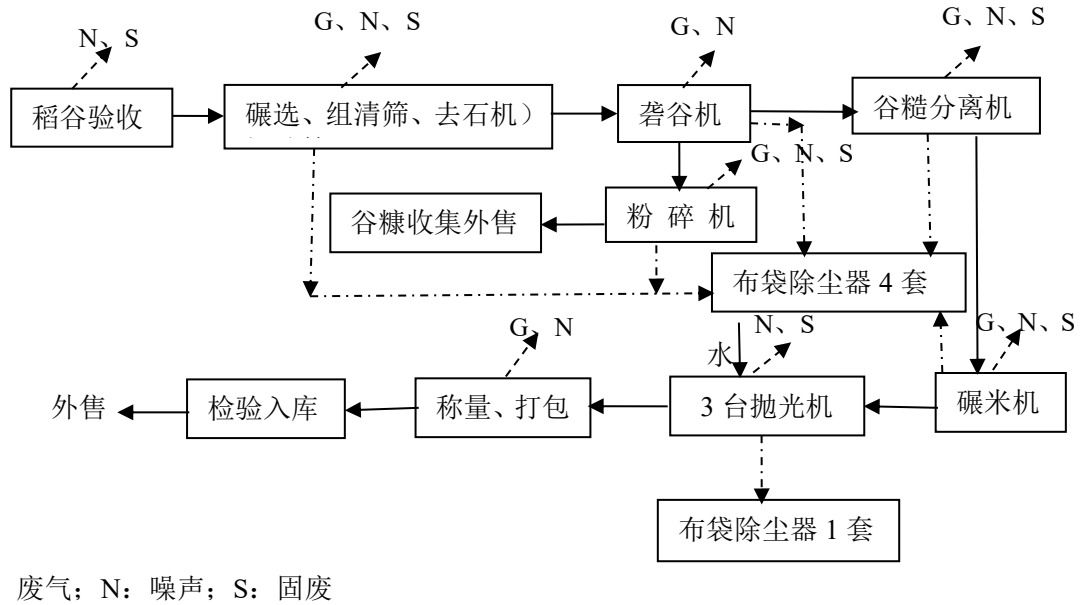 G、N、S
G、N、S
G、N
N、S
稻谷验收
碾选、组清筛、去石机）
砻谷机
谷糙分离机
G、N、S
谷糠收集外售
粉 碎 机
布袋除尘器 4 套
G、N
N、S
G、N、S
水
外售
检验入库
称量、打包
3 台抛光机
碾米机
布袋除尘器 1 套
废气；N：噪声；S：固废